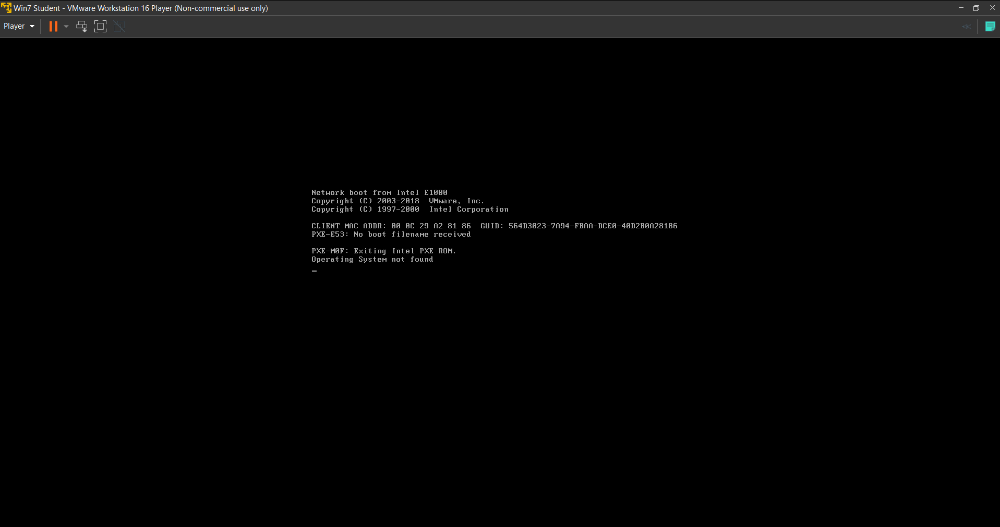 Win7 Student - VMware Workstation 16 Player (Non-commercial use only)
Player
Network boot from Intel E1000
Copyright (C) 2003-2018  VMware, Inc.
Copyright (C) 1997-2000  Intel Corporation
CLIENT MAC ADDR: 00 0C 29 A2 81 86  GUID: 564D3023-7A94-FBAA-DCE0-40D2B0A28186
PXE-E53: No boot filename received
PXE-M0F: Exiting Intel PXE ROM.
Operating System not found